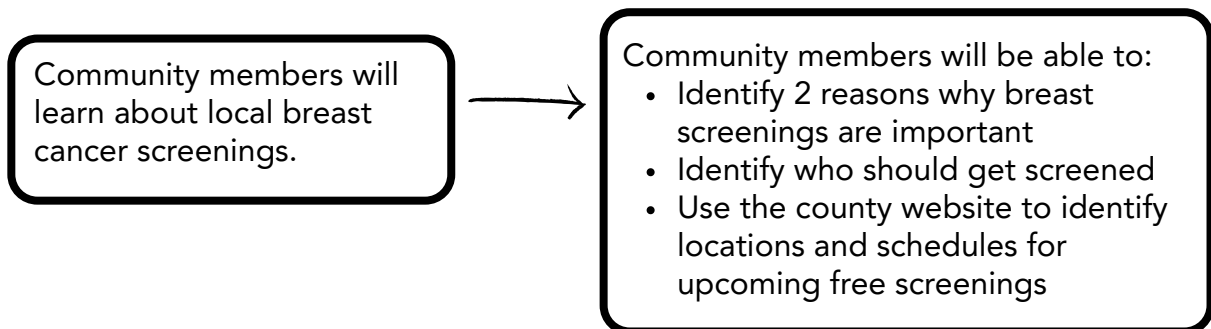 Community members will
learn about local breast
cancer screenings.
Community members will be able to:
• Identify 2 reasons why breast
screenings are important
• Identify who should get screened
• Use the county website to identify
locations and schedules for
upcoming free screenings